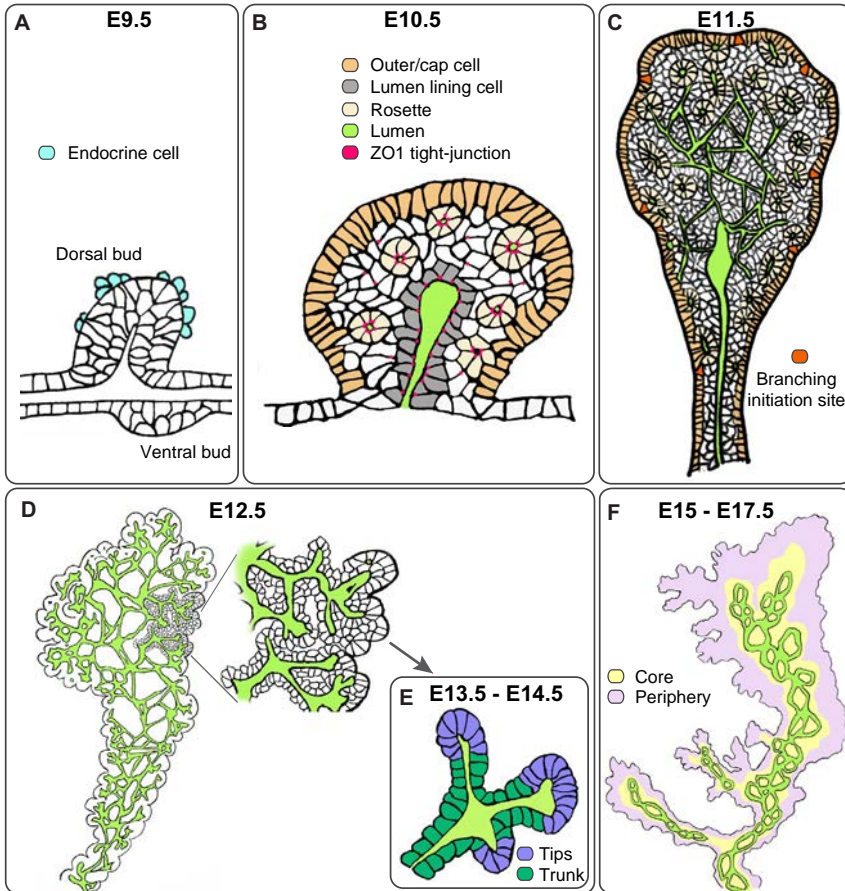 A
E9.5
Endocrine cell
Dorsal bud
Ventral bud
B
E10.5
Outer/cap cell
Lumen lining cell
Rosette
Lumen
ZO1 tight-junction
C
E11.5
Branching
initiation site
D
E12.5
E
E13.5 - E14.5
Tips
Trunk
F
E15 - E17.5
Core
Periphery